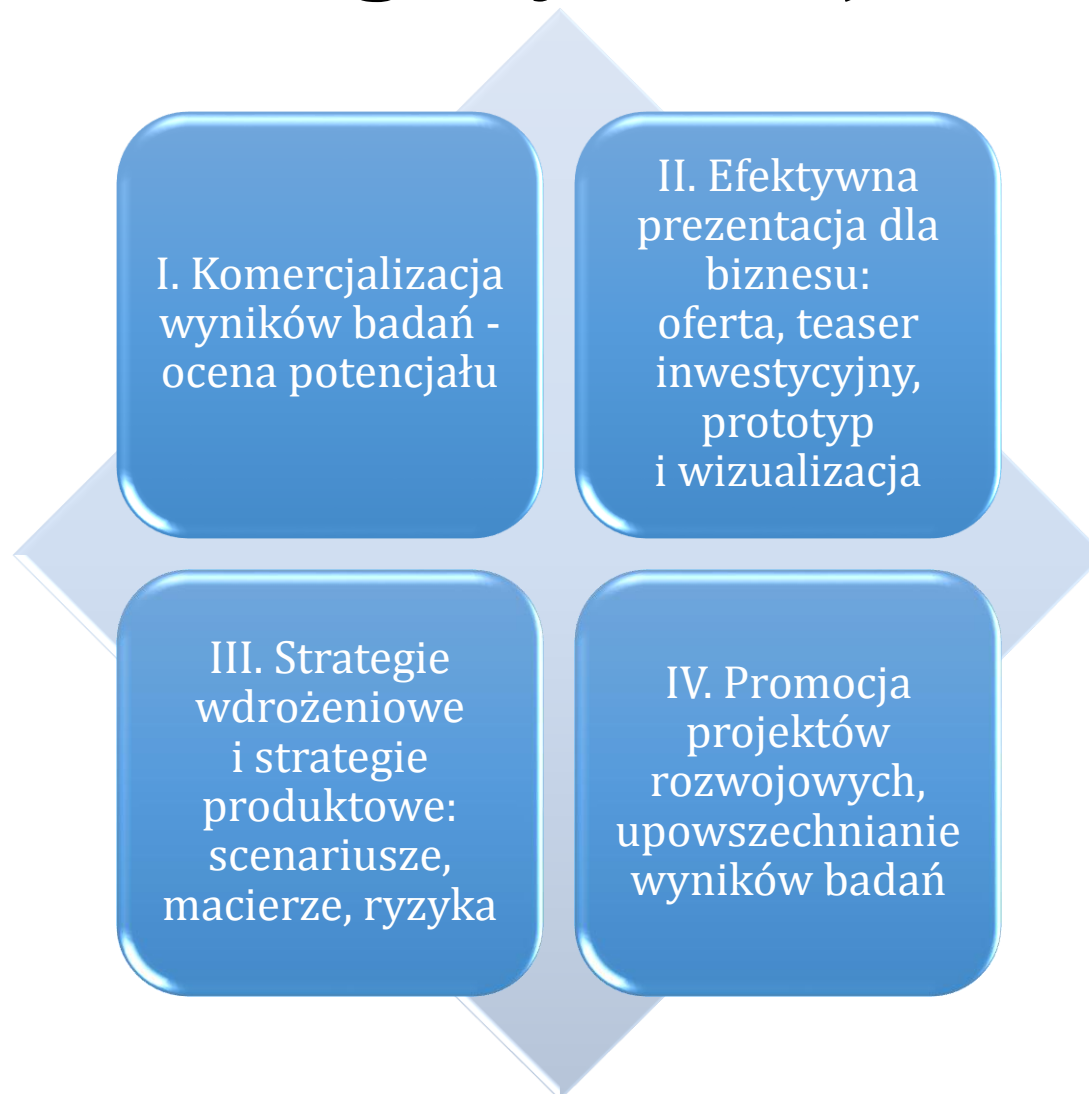 I. Komercjalizacja
wyników badań -
ocena potencjału
II. Efektywna
prezentacja dla
biznesu:
oferta, teaser
inwestycyjny,
prototyp
i wizualizacja
III. Strategie
wdrożeniowe
i strategie
produktowe:
scenariusze,
macierze, ryzyka
IV. Promocja
projektów
rozwojowych,
upowszechnianie
wyników badań